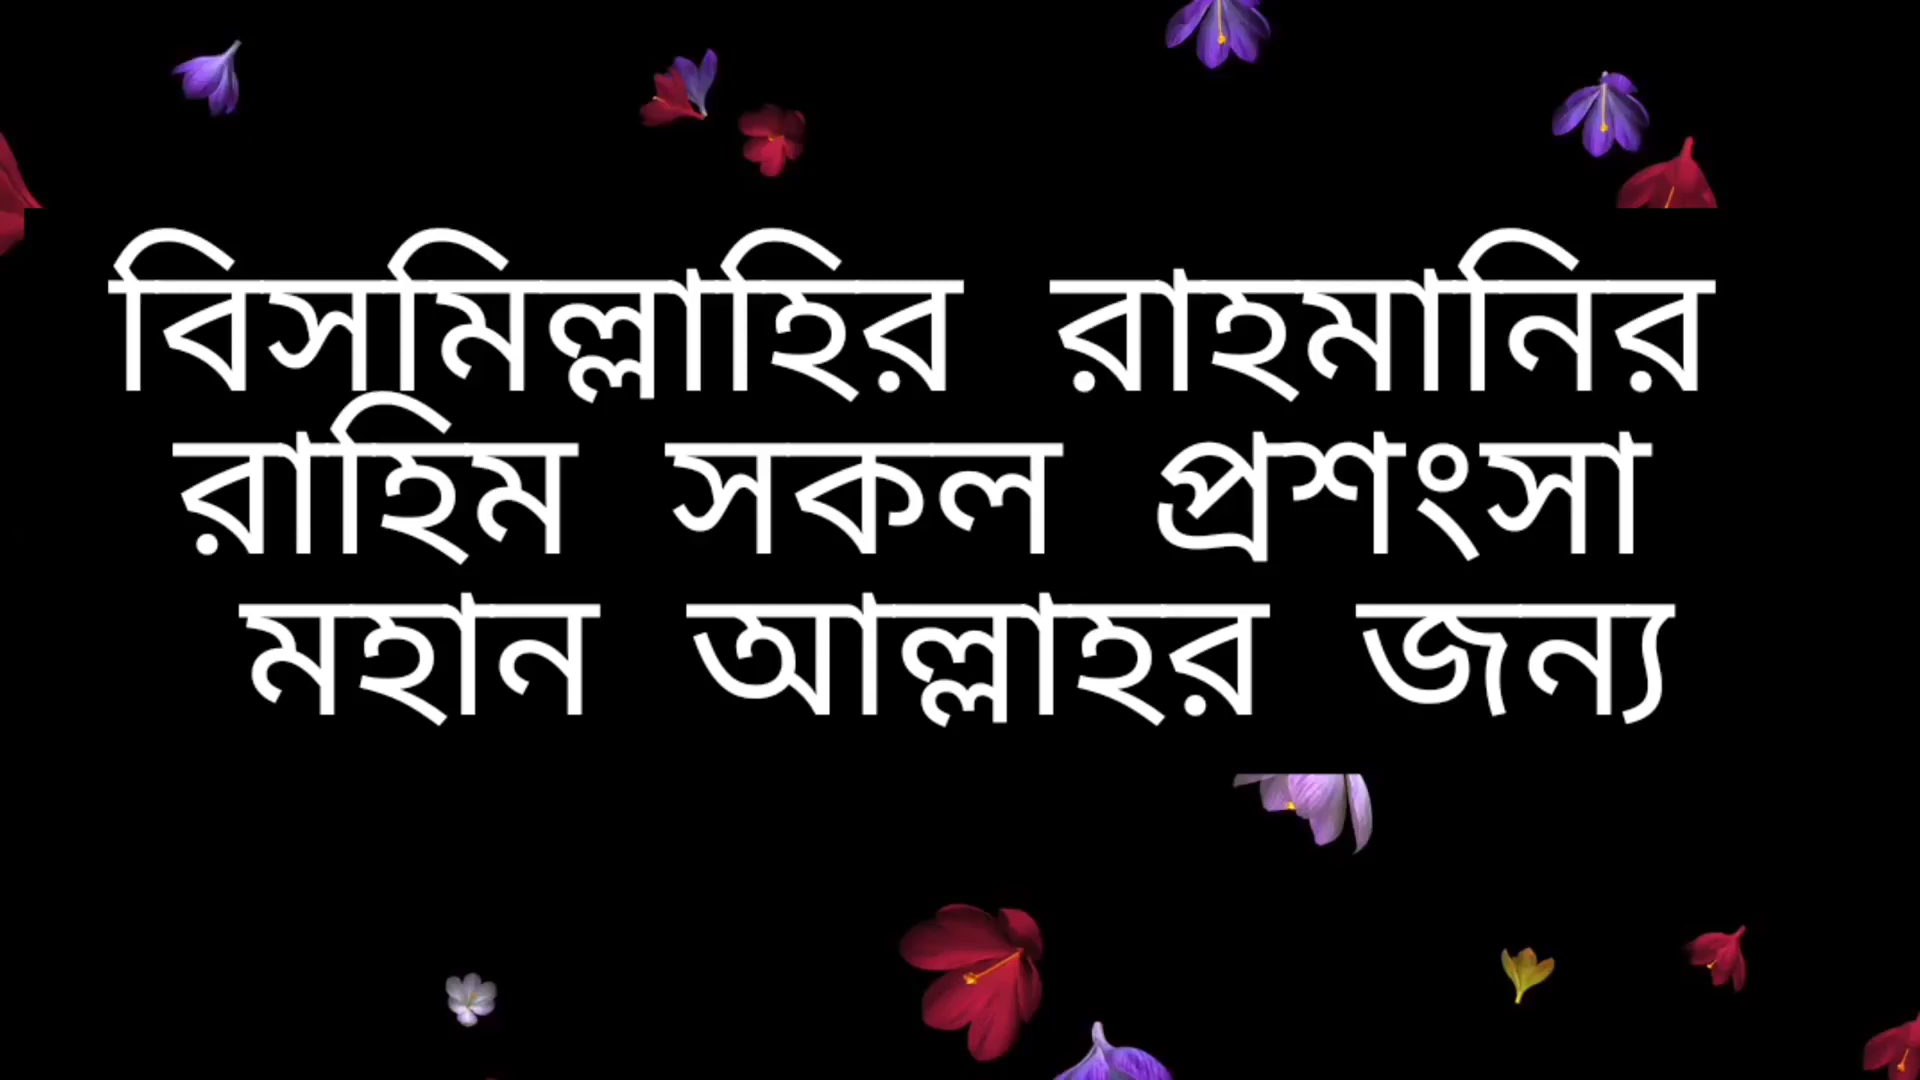 বিসমিল্লাহির রাহমানির
রাহিম সকল প্রশংসা
মহান আল্লাহর জন্য